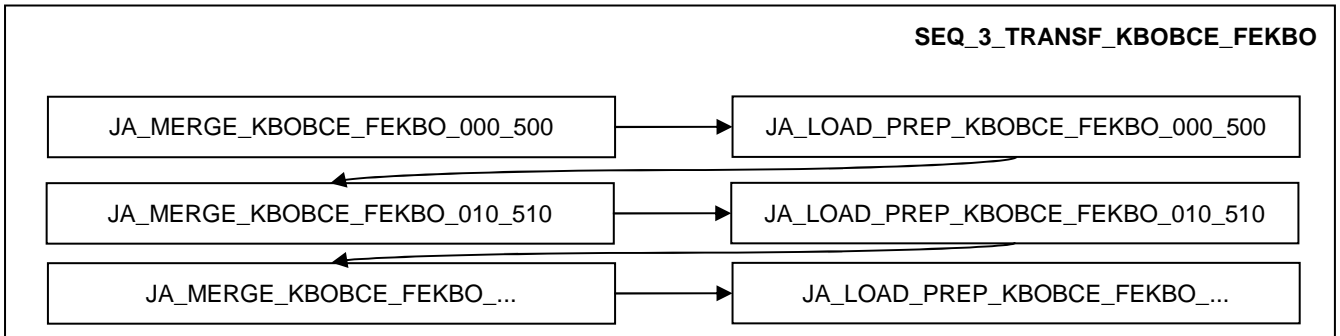 SEQ_3_TRANSF_KBOBCE_FEKBO
JA_MERGE_KBOBCE_FEKBO_000_500
JA_LOAD_PREP_KBOBCE_FEKBO_000_500
JA_MERGE_KBOBCE_FEKBO_010_510
JA_LOAD_PREP_KBOBCE_FEKBO_010_510
JA_MERGE_KBOBCE_FEKBO_...
JA_LOAD_PREP_KBOBCE_FEKBO_...